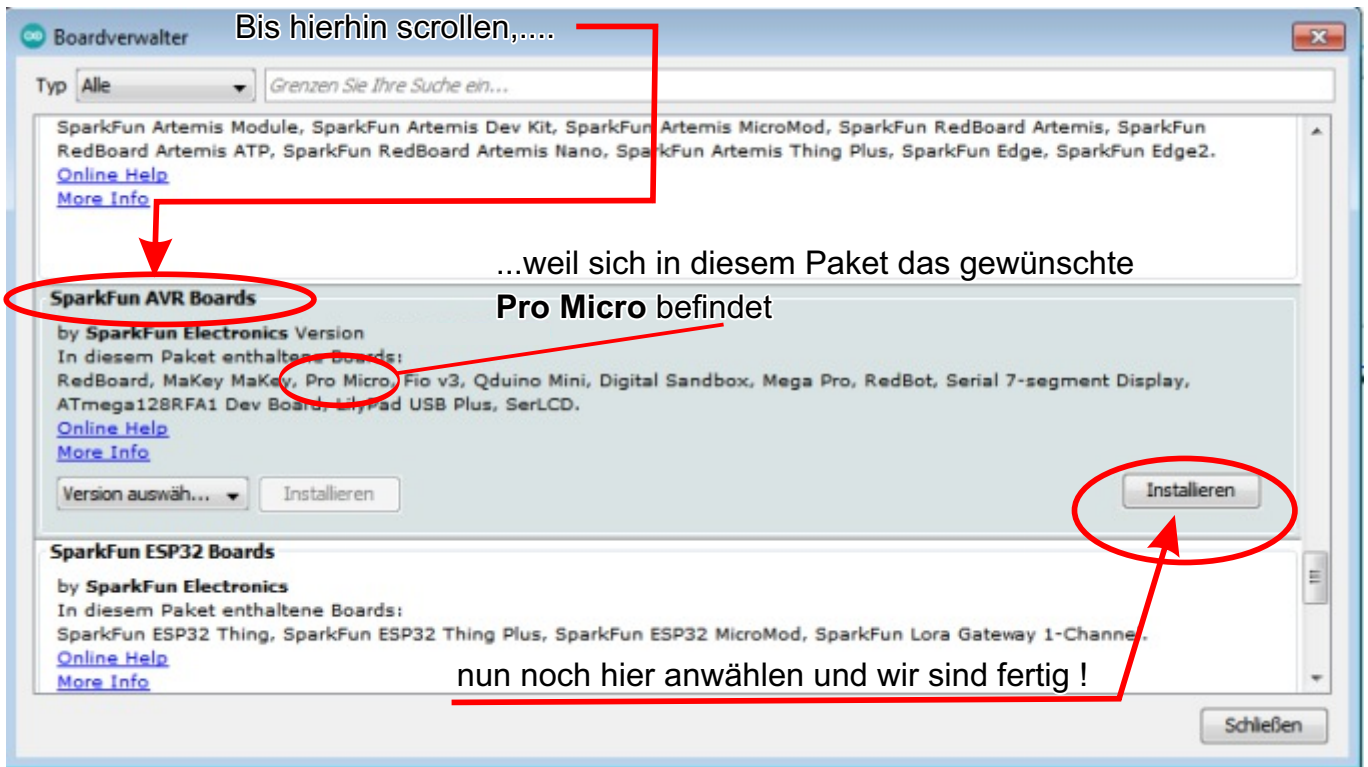 Boardverwalter
Bis hierhin scrollen,....
Typ Alle Grenzen Sie Ihre Suche ein...
SparkFun Artemis Module, SparkFun Artemis Dev Kit, SparkFun Artemis MicroMod, SparkFun RedBoard Artemis, SparkFun
RedBoard Artemis ATP, SparkFun RedBoard Artemis Nano, SparkFun Artemis Thing Plus, SparkFun Edge, SparkFun Edge2.
Online Help
More Info
...weil sich in diesem Paket das gewünschte
Pro Micro befindet
SparkFun AVR Boards
by SparkFun Electronics Version
In diesem Paket enthaltene Boards:
RedBoard, MaKey MaKey, Pro Micro, Fio v3, Qduino Mini, Digital Sandbox, Mega Pro, RedBot, Serial 7-segment Display,
ATmega128RFA1 Dev Board, LilyPad USB Plus, SerLCD.
Online Help
More Info
Version auswäh... Installieren Installieren
SparkFun ESP32 Boards
by SparkFun Electronics
In diesem Paket enthaltene Boards:
SparkFun ESP32 Thing, SparkFun ESP32 Thing Plus, SparkFun ESP32 MicroMod, SparkFun Lora Gateway 1-Channel.
Online Help
More Info
nun noch hier anwählen und wir sind fertig !
Schließen